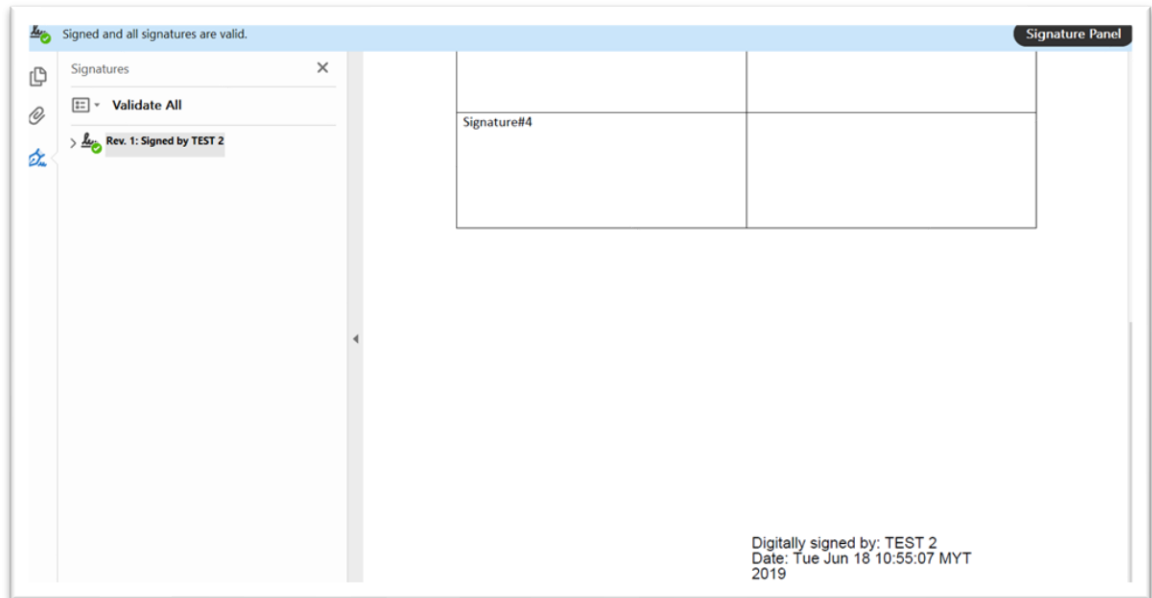 Signed and all signatures are valid.
Signature Panel
Signatures
Validate All
Rev. 1: Signed by TEST 2
Signature#4
Digitally signed by: TEST 2
Date: Tue Jun 18 10:55:07 MYT
2019